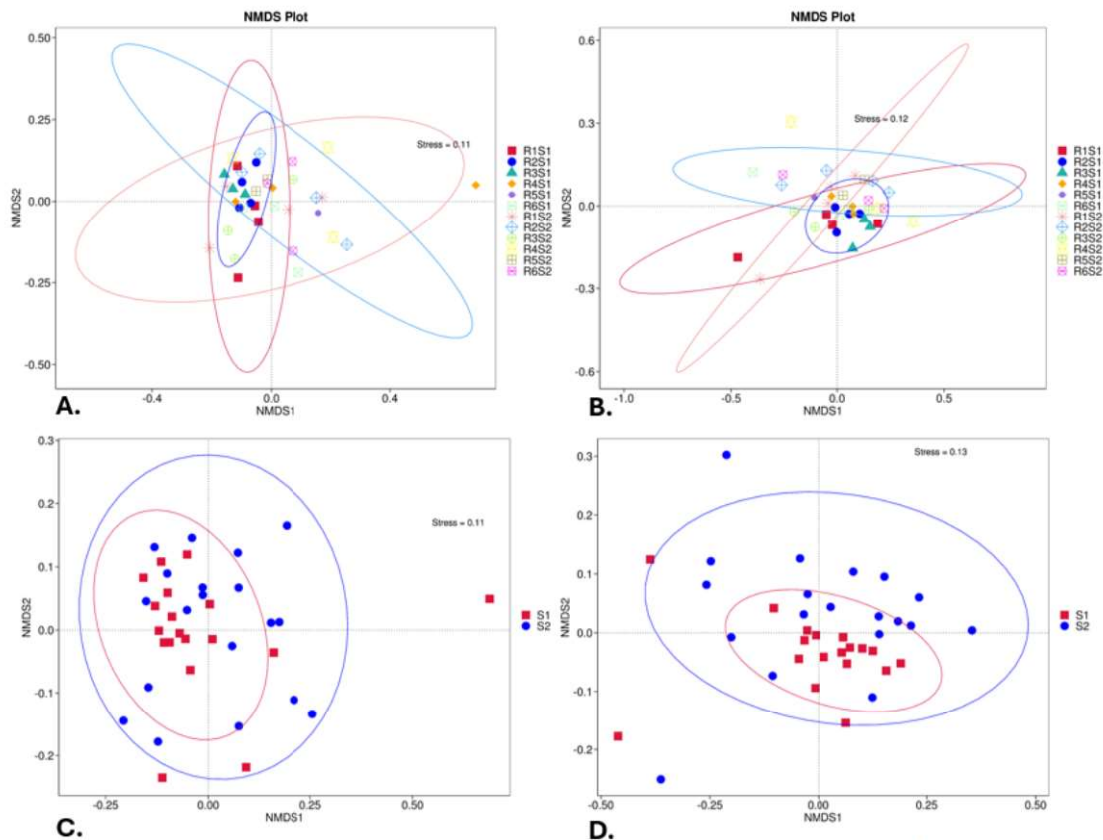 NMDS Plot
0.50
0.25
0.00
-0.25
-0.50
NMDS2
Stress = 0.11
-0.4
0.0
0.4
NMDS1
A.
R1S1
R2S1
R3S1
R4S1
R5S1
R6S1
R1S2
R2S2
R3S2
R4S2
R5S2
R6S2
NMDS Plot
0.6
0.3
0.0
-0.3
-0.6
NMDS2
Stress = 0.12
-1.0
-0.5
0.0
0.5
NMDS1
B.
R1S1
R2S1
R3S1
R4S1
R5S1
R6S1
R1S2
R2S2
R3S2
R4S2
R5S2
R6S2
0.3
0.2
0.1
0.0
-0.1
-0.2
NMDS2
Stress = 0.11
-0.25
0.00
0.25
0.50
NMDS1
C.
S1
S2
0.3
0.2
0.1
0.0
-0.1
-0.2
NMDS2
Stress = 0.13
-0.50
-0.25
0.00
0.25
0.50
NMDS1
D.
S1
S2